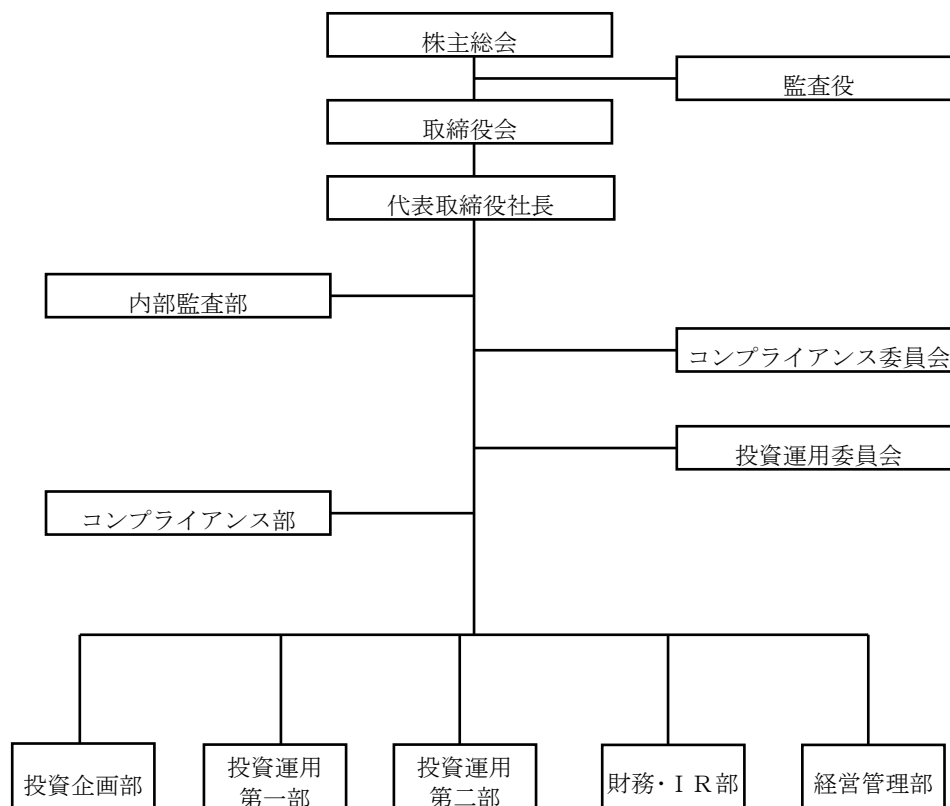 株主総会
監査役
取締役会
代表取締役社長
内部監査部
コンプライアンス委員会
投資運用委員会
コンプライアンス部
投資企画部
投資運用
第一部
投資運用
第二部
財務・ＩＲ部
経営管理部